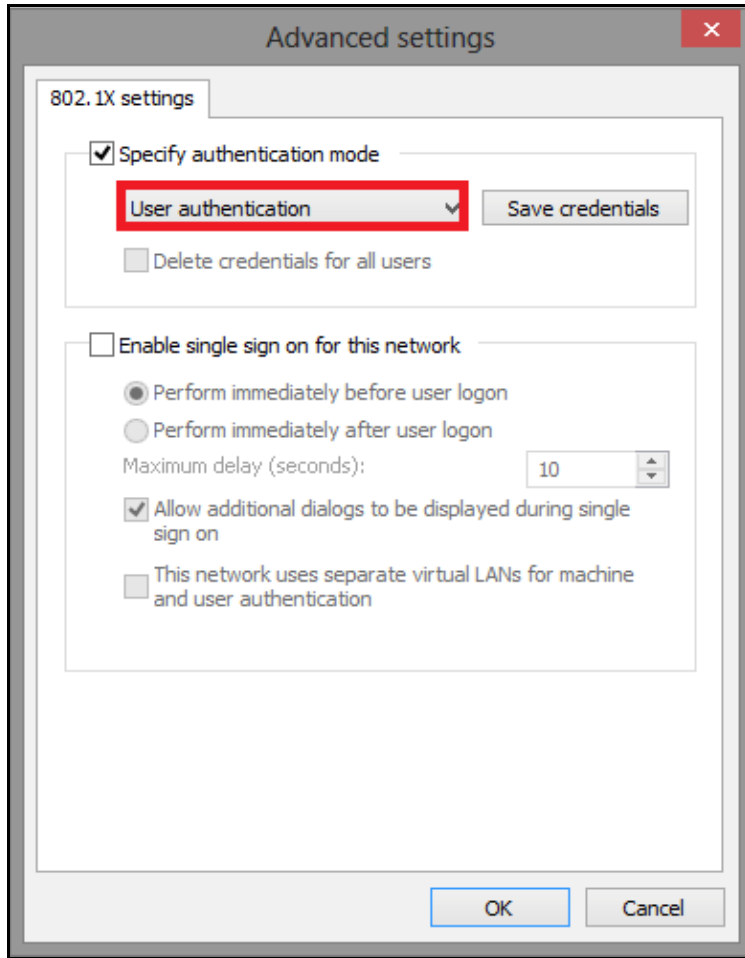 Advanced settings
802.1X settings
Specify authentication mode
User authentication
Save credentials
Delete credentials for all users
Enable single sign on for this network
Perform immediately before user logon
Perform immediately after user logon
Maximum delay (seconds):
10
Allow additional dialogs to be displayed during single
sign on
This network uses separate virtual LANs for machine
and user authentication
OK
Cancel